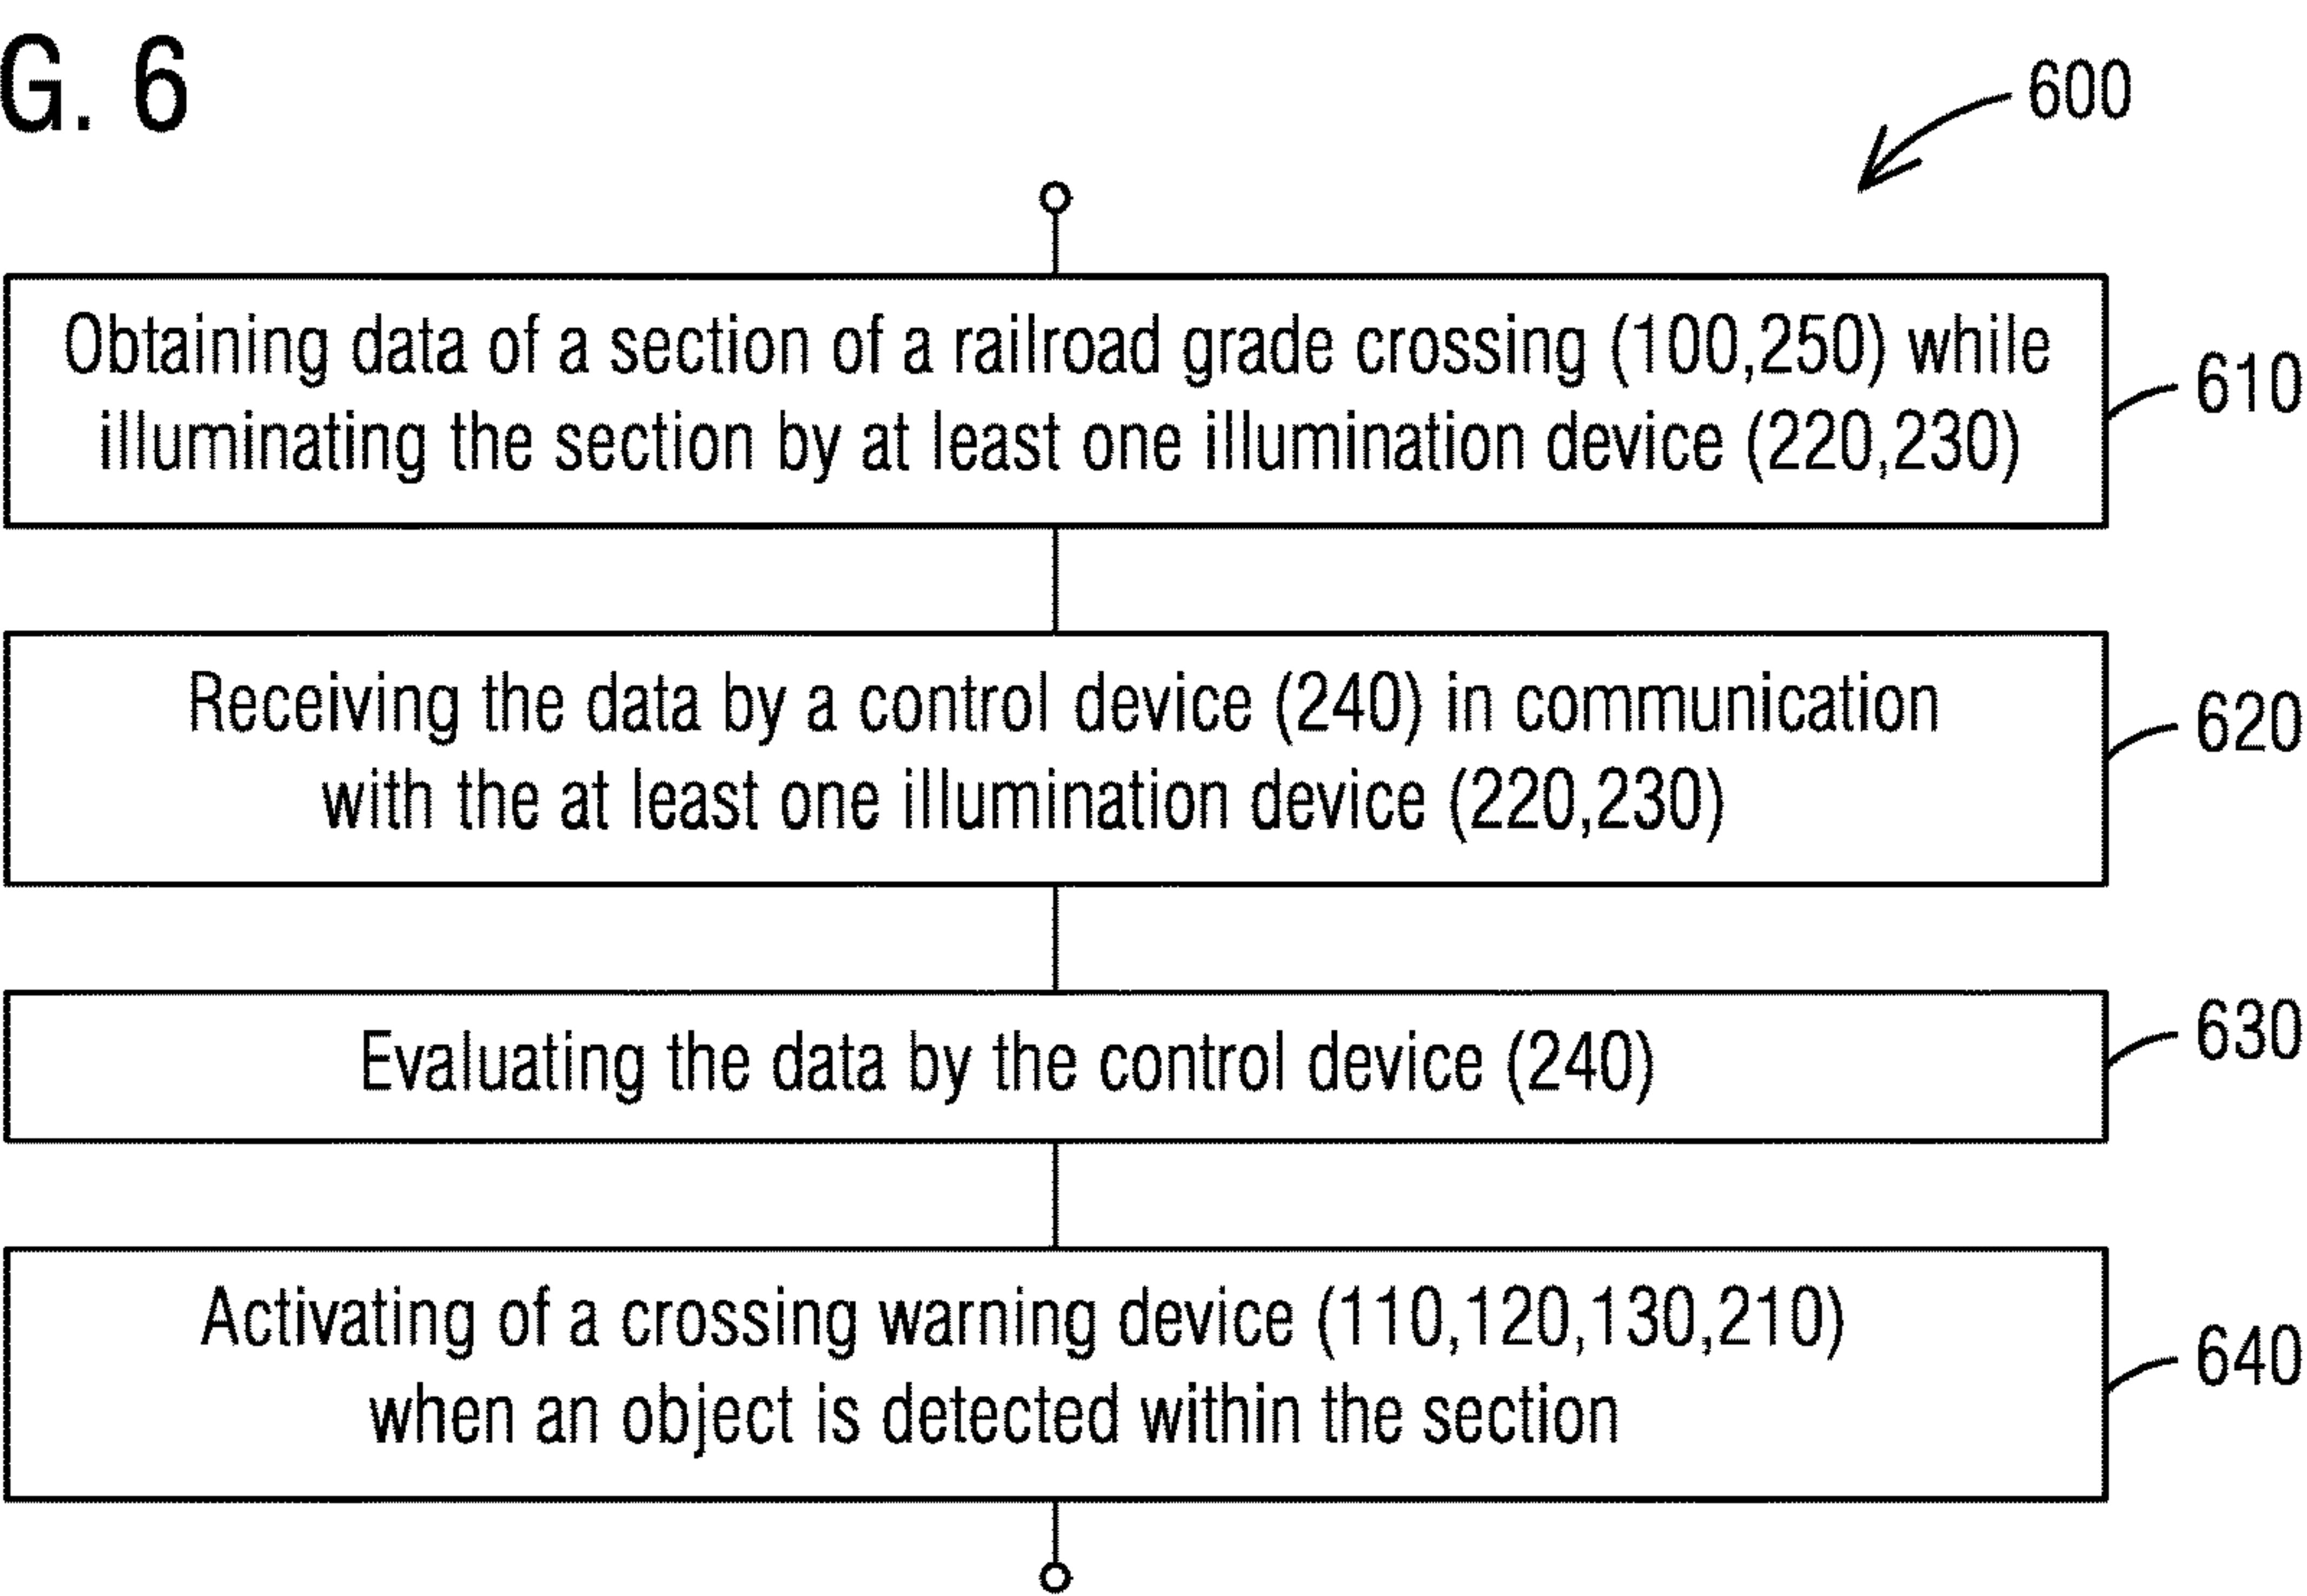 G. 6
600
Obtaining data of a section of a railroad grade crossing (100,250) while
illuminating the section by at least one illumination device (220,230)
610
Receiving the data by a control device (240) in communication
with the at least one illumination device (220,230)
620
Evaluating the data by the control device (240)
630
Activating of a crossing warning device (110,120,130,210)
when an object is detected within the section
640